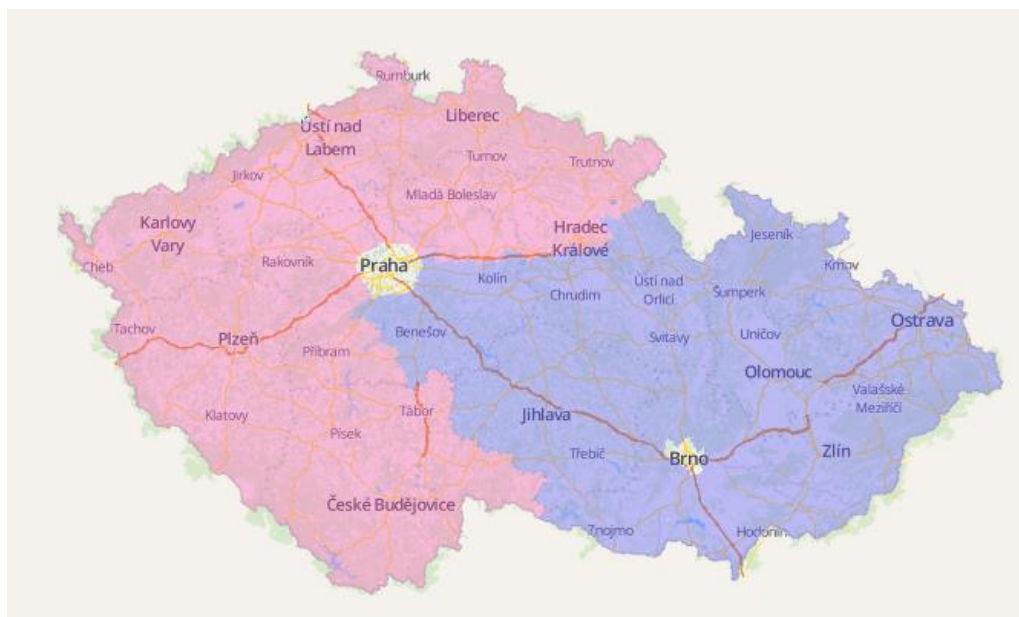 Rumburk
Liberec
Ústí nad
Labem
Turnov
Trutnov
Jirkov
Mladá Boleslav
Karlovy
Vary
Hradec
Králové
Jeseník
Cheb
Rakovník
Praha
Krnov
Kolín
Chrudim
Ústí nad
Orlicí
Šumperk
Tachov
Plzeň
Benešov
Svitavy
Uničov
Ostrava
Příbram
Olomouc
Valašské
Meziříčí
Klatovy
Tábor
Jihlava
Písek
Třebíč
Brno
Zlín
České Budějovice
Znojmo
Hodonín